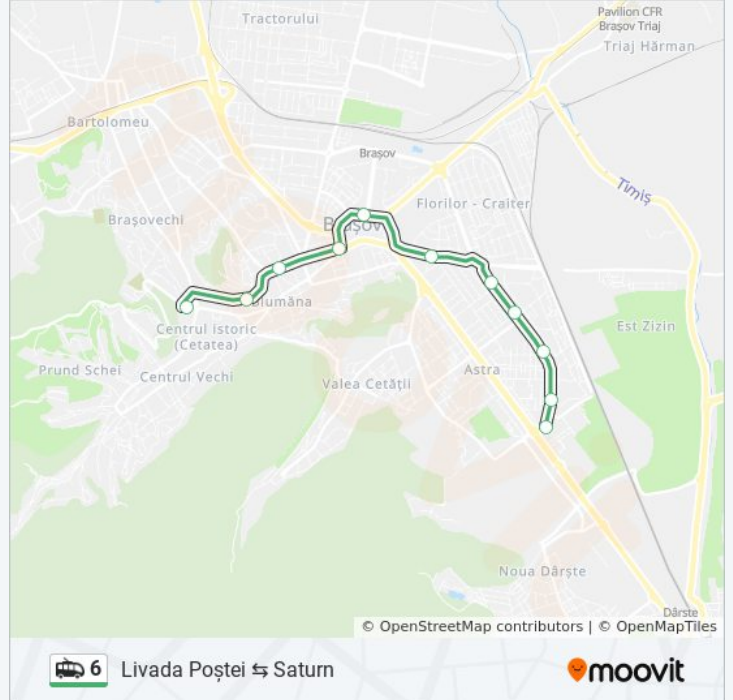 Pavilion CFR
Brașov Triaj
Tractorului
Triaj Hărman
Bartolomeu
Brașov
Timiș
Florilor - Craiter
Brașovechi
Brașov
Blumăna
Centrul istoric
(Cetatea)
Est Zizin
Prund Schei
Centrul Vechi
Valea Cetății
Astra
Noua Dârște
Dârste
© OpenStreetMap contributors | © OpenMapTiles
6 Livada Poștei ⇆ Saturn
moovit